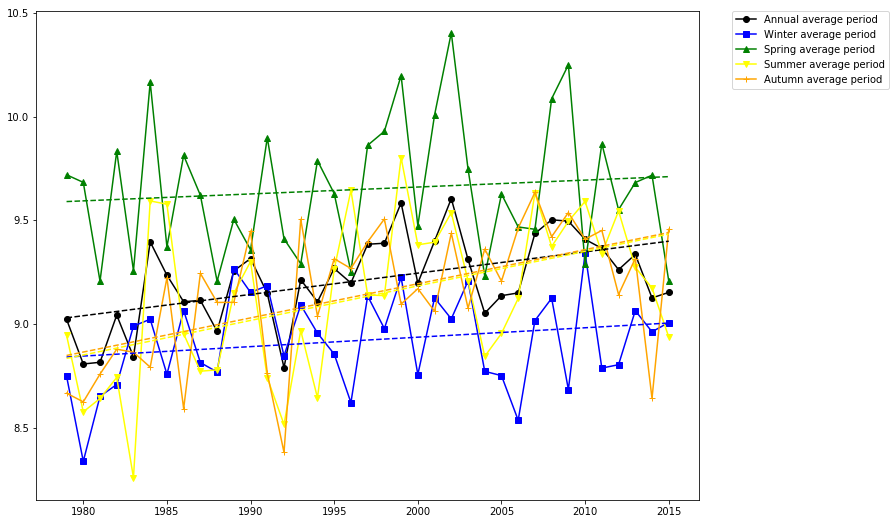 Annual average period
Winter average period
Spring average period
Summer average period
Autumn average period
10.5
10.0
9.5
9.0
8.5
1980 1985 1990 1995 2000 2005 2010 2015